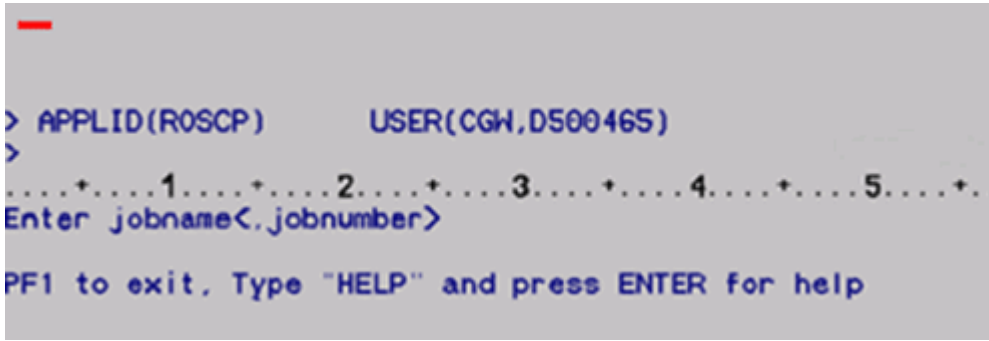 > APPLID(ROSCP) USER(CGW,D500465)
>
....+....1....+....2....+....3....+....4....+....5....+.
Enter jobname<,jobnumber>
PF1 to exit, Type "HELP" and press ENTER for help